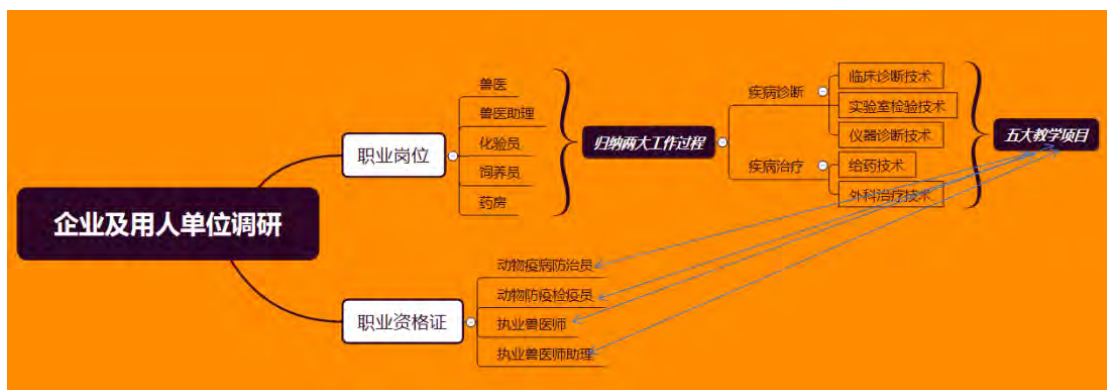 企业及用人单位调研
职业岗位
兽医
兽医助理
化验员
饲养员
药房
归纳两大工作过程
疾病诊断
临床诊断技术
实验室检验技术
仪器诊断技术
疾病治疗
给药技术
外科治疗技术
五大教学项目
职业资格证
动物疫病防治员
动物防疫检疫员
执业兽医师
执业兽医师助理